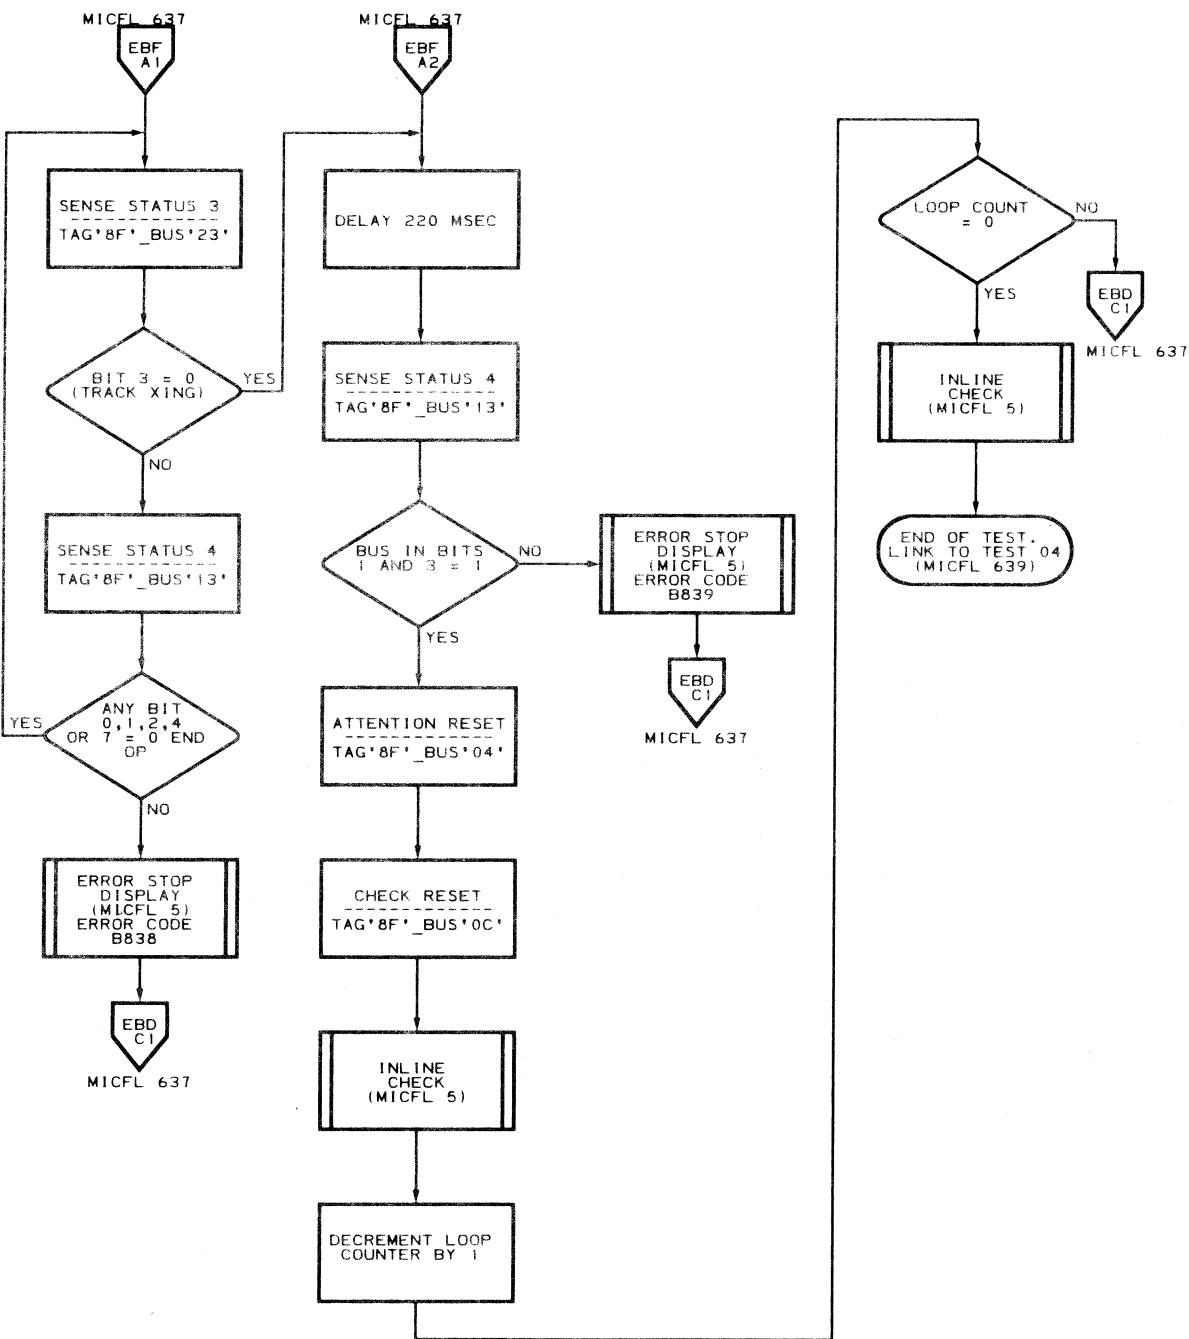 MICFL 637
EBF
A1
SENSE STATUS 3
TAG'8F'_BUS'23'
BIT 3 = 0
(TRACK XING)
YES
NO
SENSE STATUS 4
TAG'8F'_BUS'13'
ANY BIT
0,1,2,4
OR 7 = 0 END
OP
YES
NO
ERROR STOP
DISPLAY
(MICFL 5)
ERROR CODE
B838
EBD
C1
MICFL 637
MICFL 637
EBF
A2
DELAY 220 MSEC
SENSE STATUS 4
TAG'8F'_BUS'13'
BUS IN BITS
1 AND 3 = 1
NO
YES
ERROR STOP
DISPLAY
(MICFL 5)
ERROR CODE
B839
EBD
C1
MICFL 637
ATTENTION RESET
TAG'8F'_BUS'04'
CHECK RESET
TAG'8F'_BUS'0C'
INLINE
CHECK
(MICFL 5)
DECREMENT LOOP
COUNTER BY 1
LOOP COUNT
= 0
NO
YES
EBD
C1
MICFL 637
INLINE
CHECK
(MICFL 5)
END OF TEST.
LINK TO TEST 04
(MICFL 639)